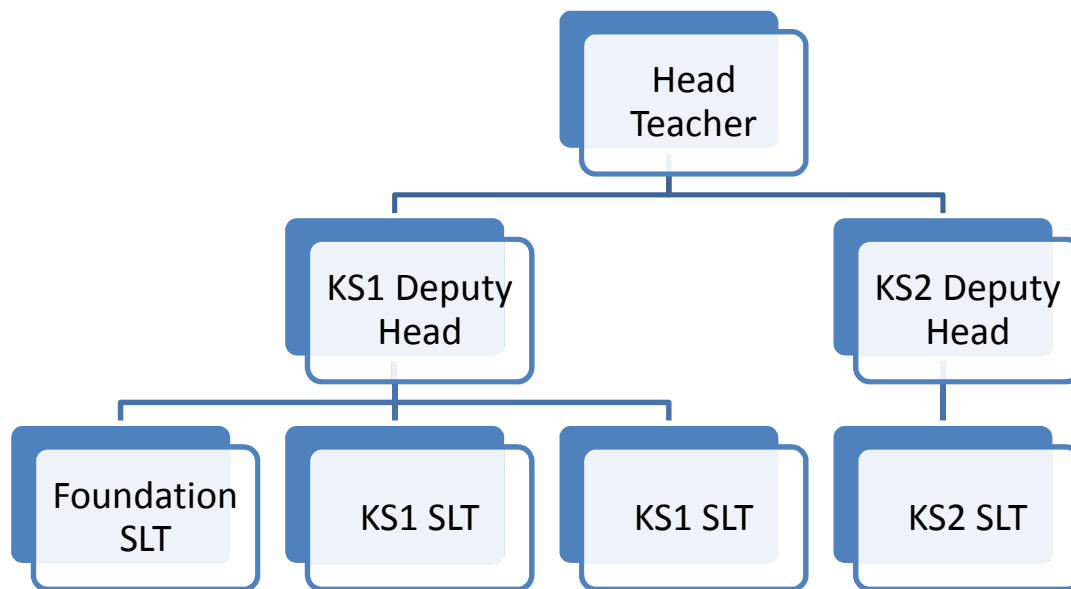 Head
Teacher
KS1 Deputy
Head
KS2 Deputy
Head
Foundation
SLT
KS1 SLT
KS1 SLT
KS2 SLT